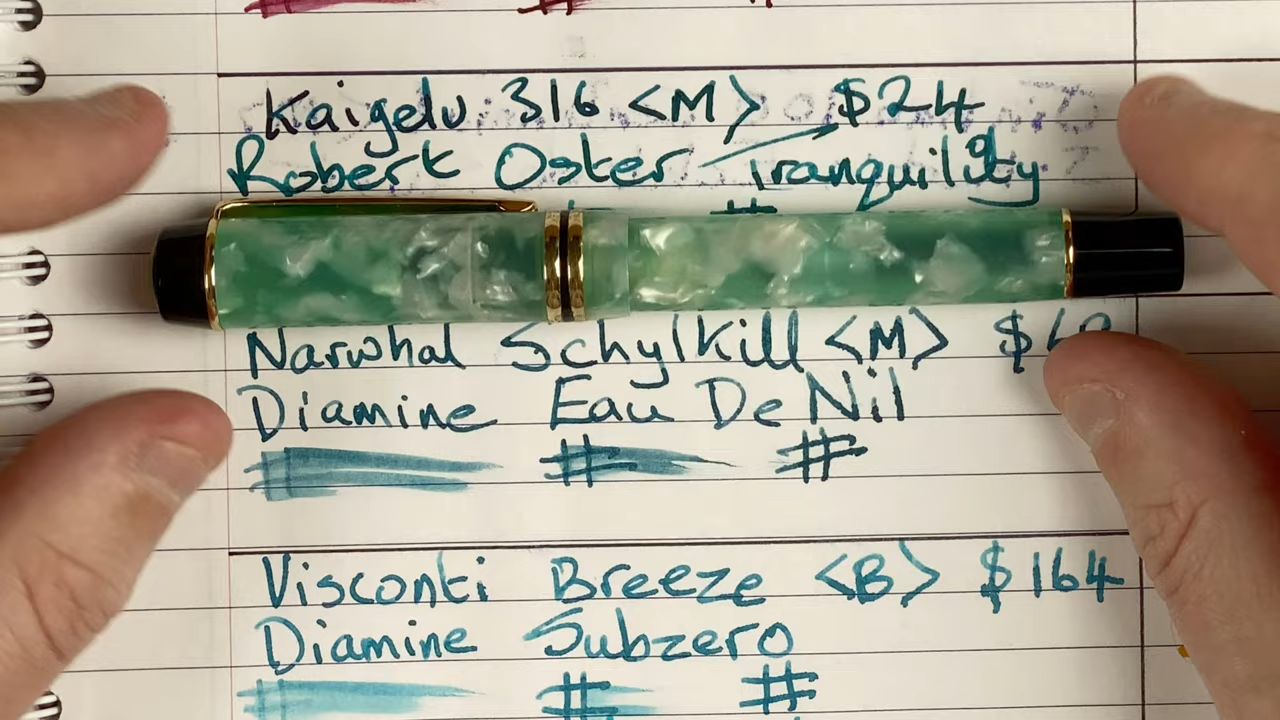 Kaigelu 316 <M> $24
Robert Oster Tranquility
Narwhal Schylkill <M>
Diamine Eau De Nil
# #
Visconti Breeze <B> $164
Diamine Subzero
# #